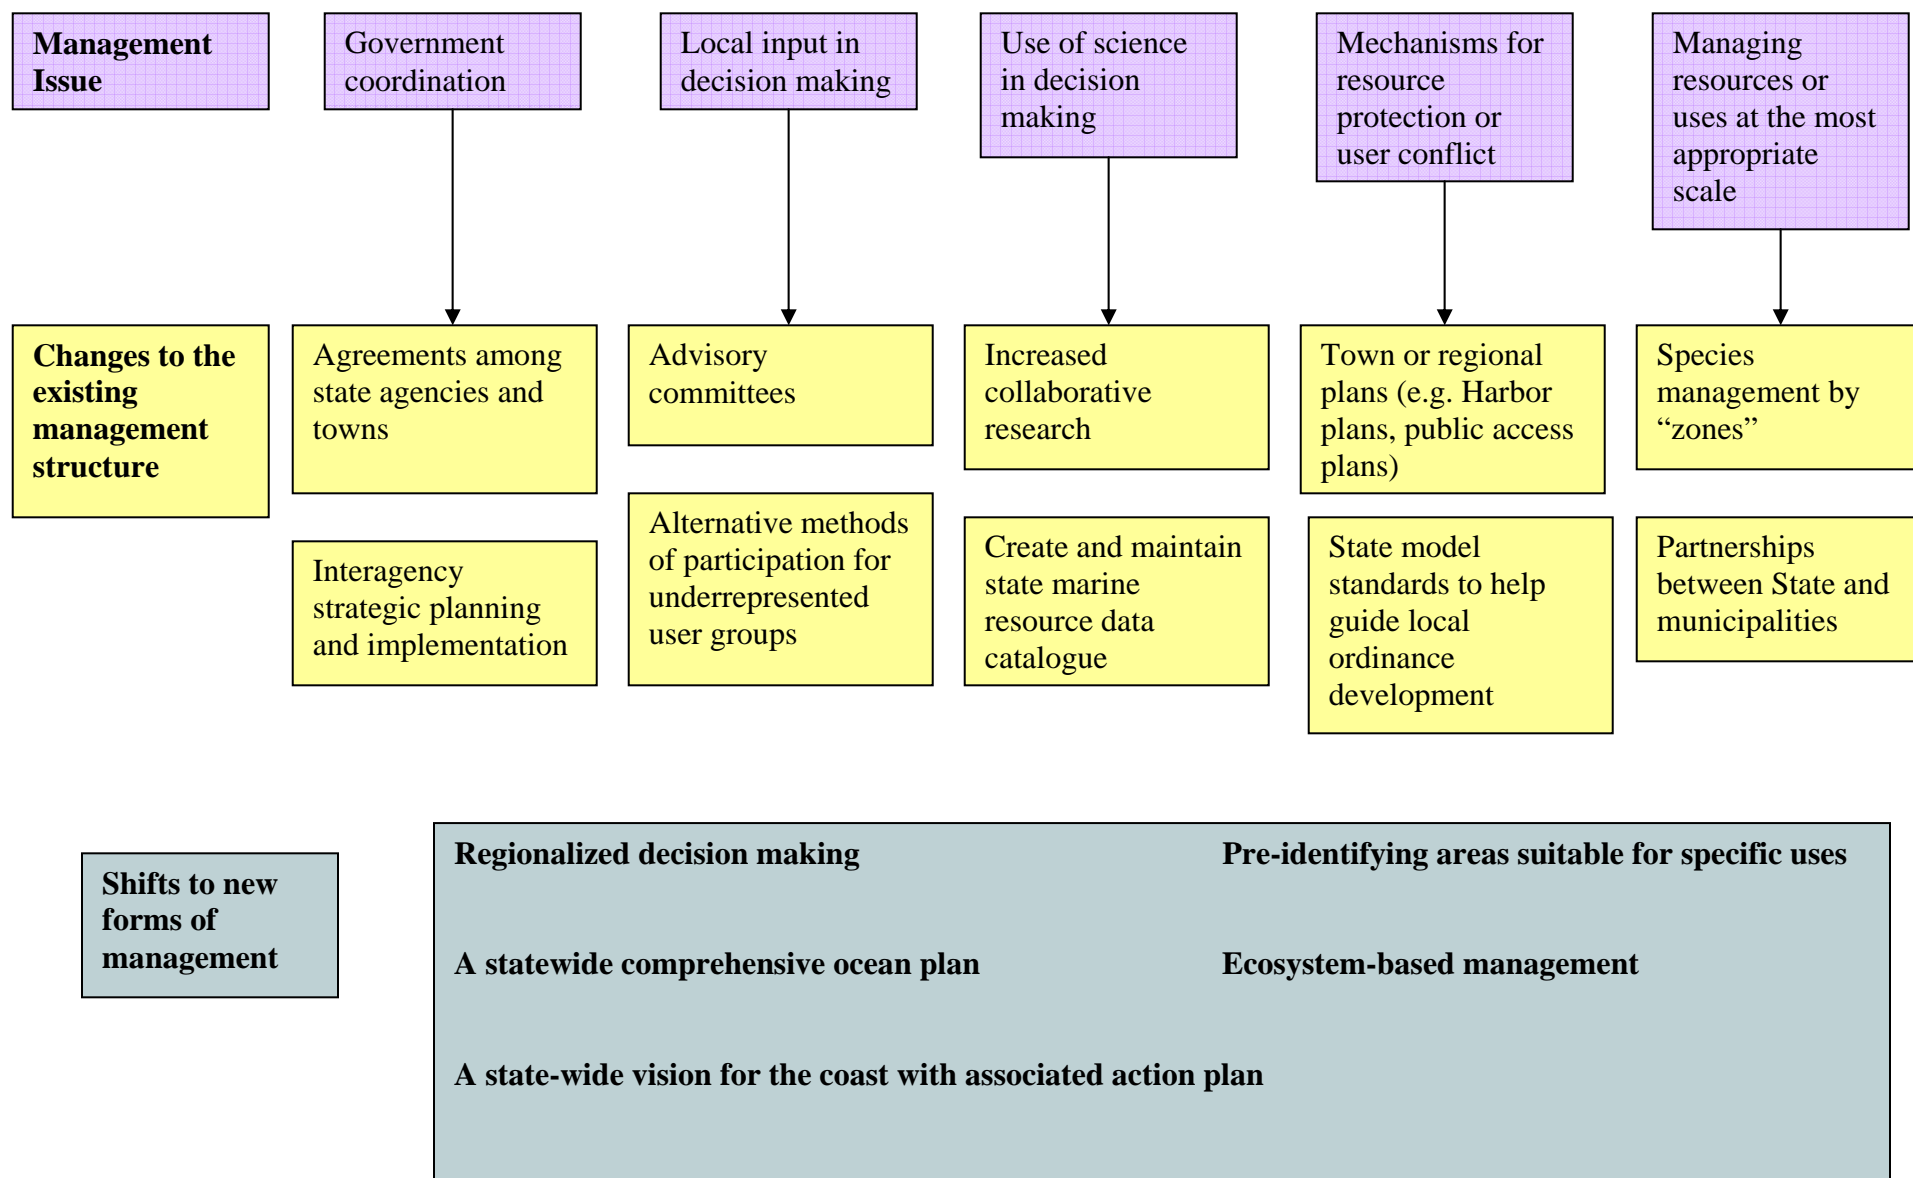 Management
Issue
Government
coordination
Local input in
decision making
Use of science
in decision
making
Mechanisms for
resource
protection or
user conflict
Managing
resources or
uses at the most
appropriate
scale
Changes to the
existing
management
structure
Agreements among
state agencies and
towns
Advisory
committees
Increased
collaborative
research
Town or regional
plans (e.g. Harbor
plans, public access
plans)
Species
management by
“zones”
Interagency
strategic planning
and implementation
Alternative methods
of participation for
underrepresented
user groups
Create and maintain
state marine
resource data
catalogue
State model
standards to help
guide local
ordinance
development
Partnerships
between State and
municipalities
Shifts to new
forms of
management
Regionalized decision making
Pre-identifying areas suitable for specific uses
A statewide comprehensive ocean plan
Ecosystem-based management
A state-wide vision for the coast with associated action plan